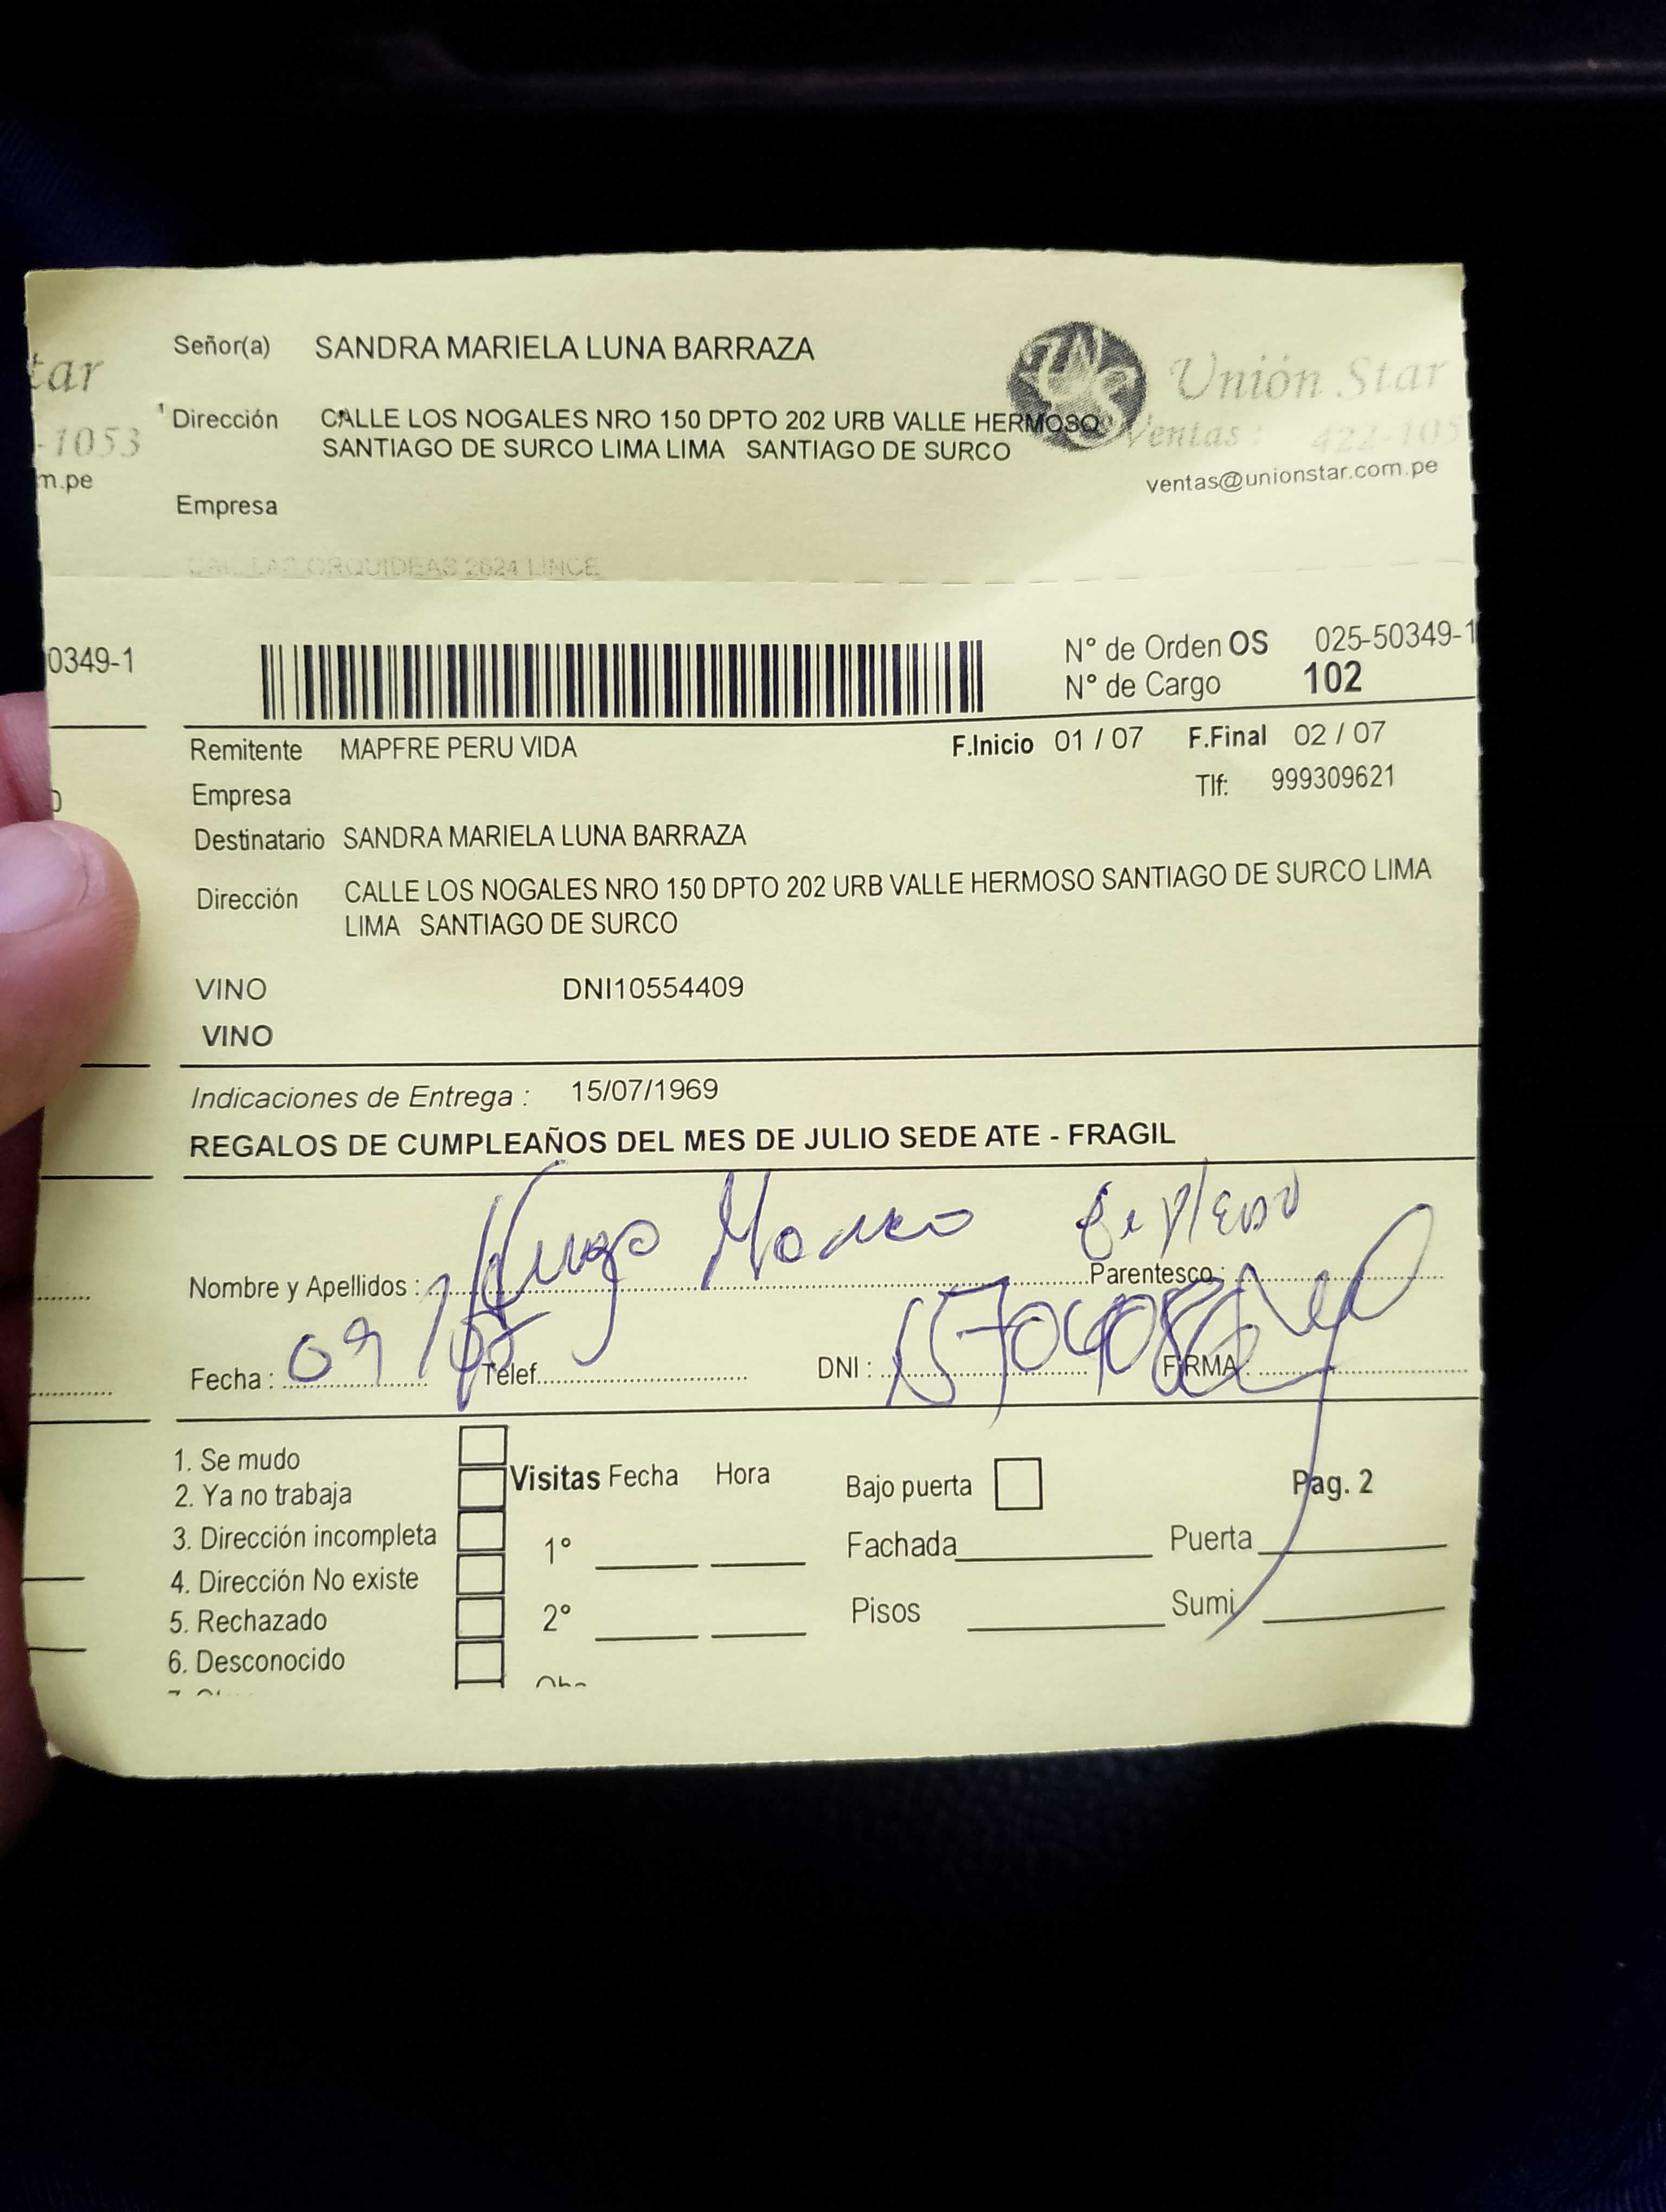 tar
-1053
m.pe
0349-1
Señor(a) SANDRA MARIELA LUNA BARRAZA
Unión Star
Dirección CALLE LOS NOGALES NRO 150 DPTO 202 URB VALLE HERMOSO
Ventas : 422-105
SANTIAGO DE SURCO LIMA LIMA SANTIAGO DE SURCO
ventas@unionstar.com.pe
Empresa
ORQUIDEAS 2624 LINCE
N° de Orden OS 025-50349-1
N° de Cargo 102
Remitente MAPFRE PERU VIDA F.Inicio 01 / 07 F.Final 02 / 07
Empresa Tlf: 999309621
Destinatario SANDRA MARIELA LUNA BARRAZA
Dirección CALLE LOS NOGALES NRO 150 DPTO 202 URB VALLE HERMOSO SANTIAGO DE SURCO LIMA
LIMA SANTIAGO DE SURCO
VINO DNI10554409
VINO
Indicaciones de Entrega : 15/07/1969
REGALOS DE CUMPLEAÑOS DEL MES DE JULIO SEDE ATE - FRAGIL
Nombre y Apellidos : Hugo Parentesco :
Fecha : 09/07 Telef. DNI : FIRMA :
1. Se mudo
2. Ya no trabaja
3. Dirección incompleta
4. Dirección No existe
5. Rechazado
6. Desconocido
Visitas Fecha Hora
1°
2°
Bajo puerta Pag. 2
Fachada Puerta
Pisos Sumi